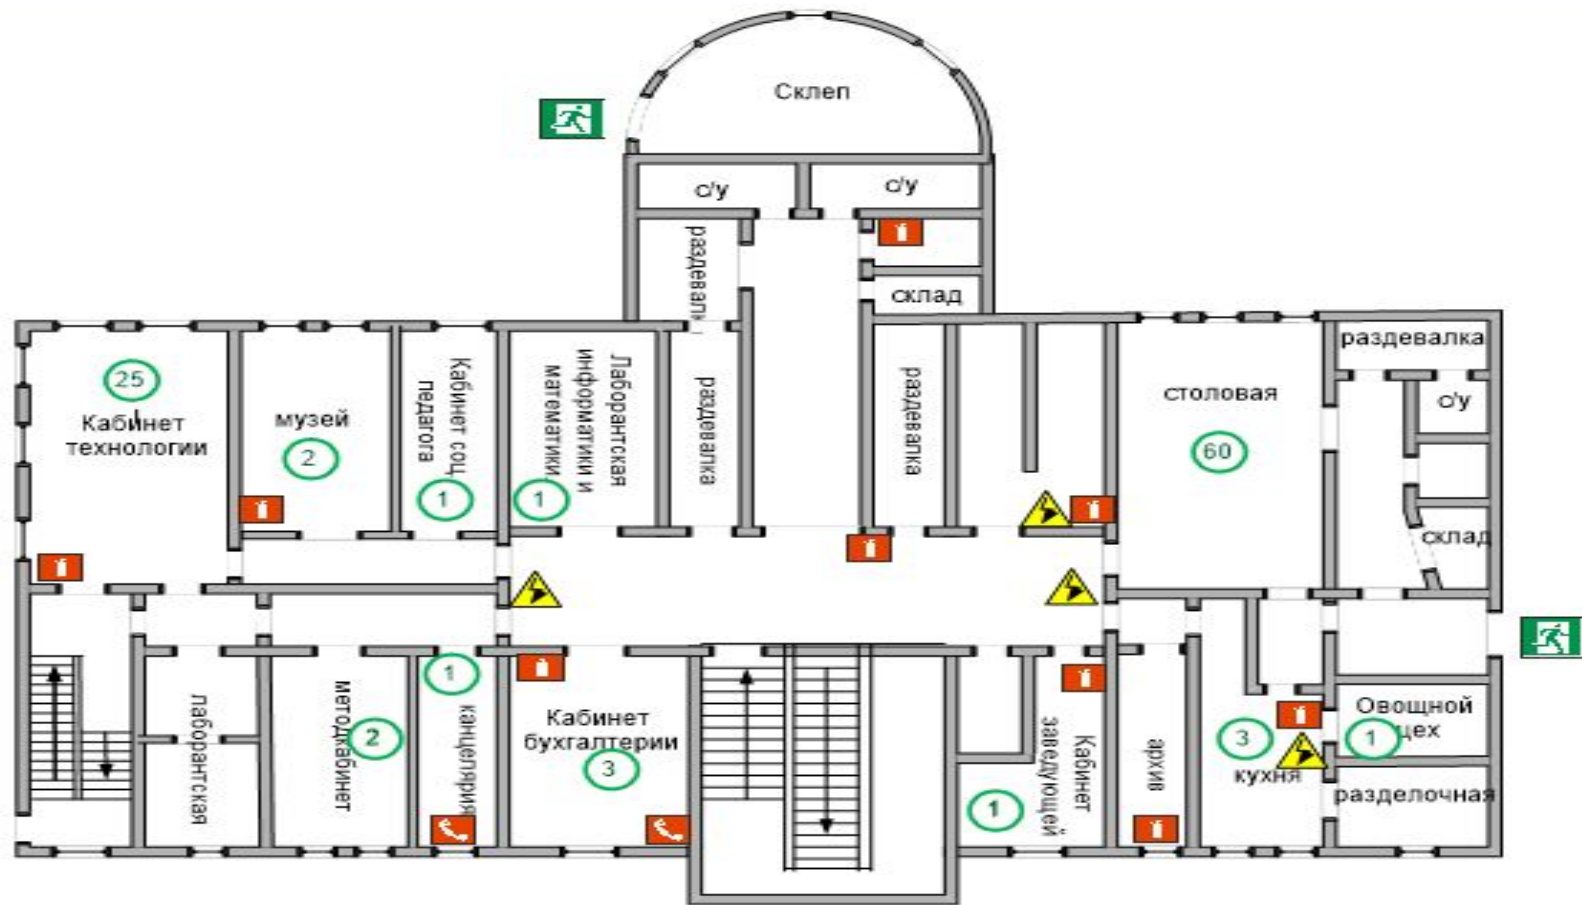 Склеп
с/у
с/у
раздевалк
склад
раздевалка
25
Кабинет
технологии
музей
2
Кабинет соц.
педагога
1
Лаборантская
информатики и
математики
1
раздевалка
раздевалка
столовая
60
с/у
склад
лаборантская
методкабинет
2
1
канцелярия
Кабинет
бухгалтерии
3
Кабинет
заведующей
1
архив
3
кухня
Овощной
цех
1
разделочная